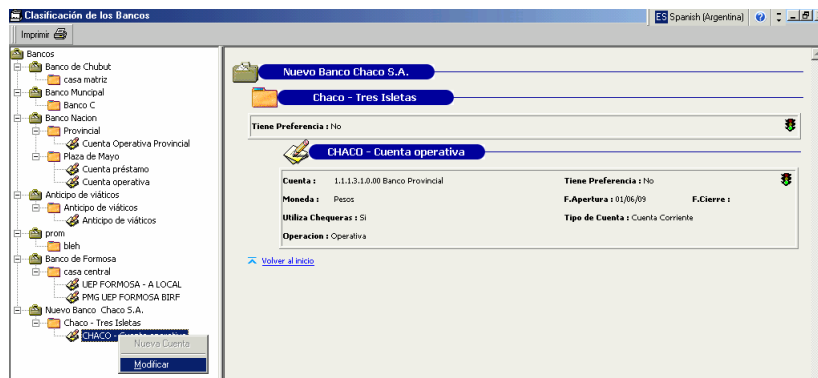 Clasificación de los Bancos
ES Spanish (Argentina)
Imprimir
Bancos
Banco de Chubut
casa matriz
Banco Muncipal
Banco C
Banco Nacion
Provincial
Cuenta Operativa Provincial
Plaza de Mayo
Cuenta préstamo
Cuenta operativa
Anticipo de viáticos
Anticipo de viáticos
Anticipo de viáticos
prom
bleh
Banco de Formosa
casa central
UEP FORMOSA - A LOCAL
PMG UEP FORMOSA BIRF
Nuevo Banco Chaco S.A.
Chaco - Tres Isletas
CHACO - Cuenta operativa
Nueva Cuenta
Modificar
Nuevo Banco Chaco S.A.
Chaco - Tres Isletas
Tiene Preferencia : No
CHACO - Cuenta operativa
Cuenta : 1.1.1.3.1.0.00 Banco Provincial Tiene Preferencia : No
Moneda : Pesos F.Apertura : 01/06/09 F.Cierre :
Utiliza Chequeras : Si Tipo de Cuenta : Cuenta Corriente
Operacion : Operativa
Volver al inicio